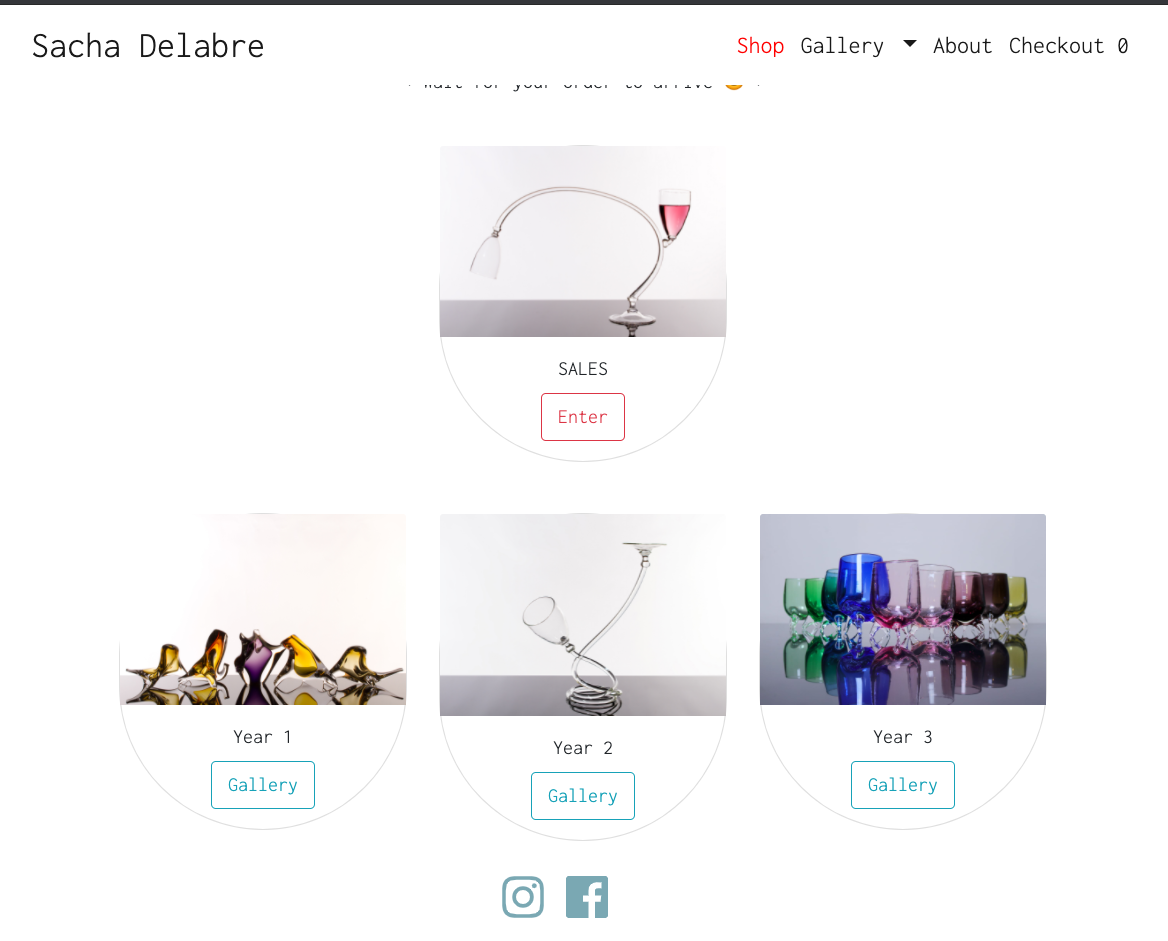 Sacha Delabre
Shop Gallery About Checkout 0
wait for your order to arrive
SALES
Enter
Year 1
Gallery
Year 2
Gallery
Year 3
Gallery